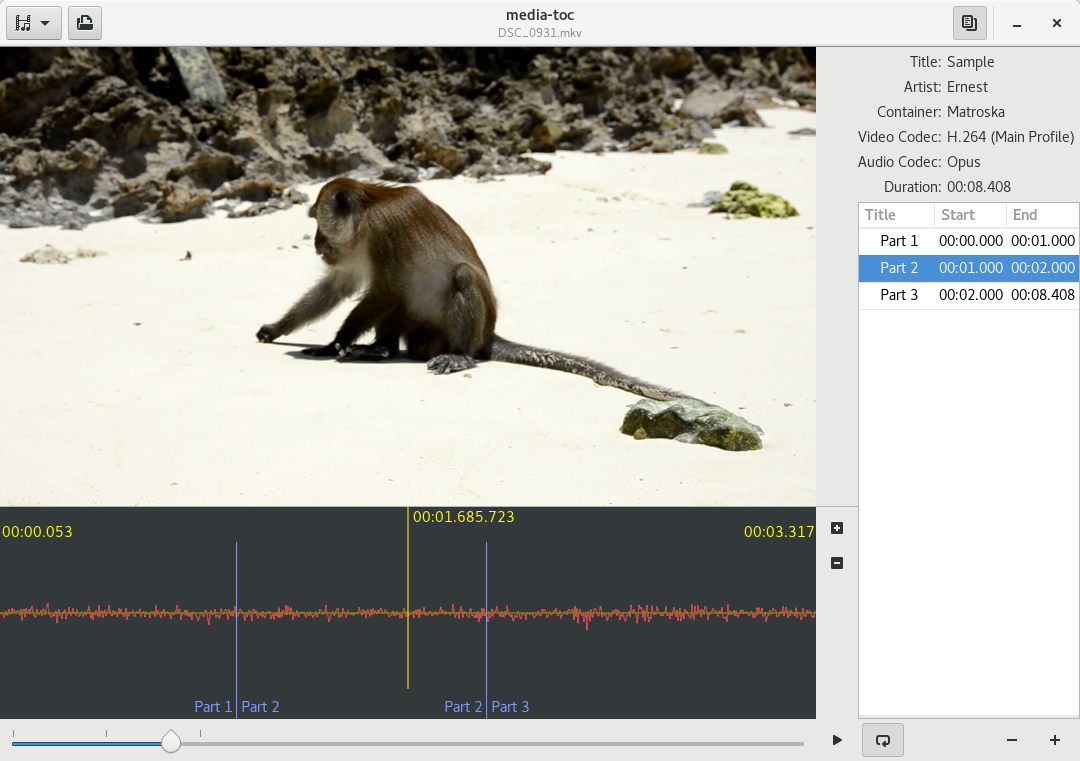 media-toc
DSC_0931.mkv
Title: Sample
Artist: Ernest
Container: Matroska
Video Codec: H.264 (Main Profile)
Audio Codec: Opus
Duration: 00:08.408
Title Start End
Part 1 00:00.000 00:01.000
Part 2 00:01.000 00:02.000
Part 3 00:02.000 00:08.408
00:01.685.723
00:00.053 00:03.317
Part 1 Part 2 Part 2 Part 3